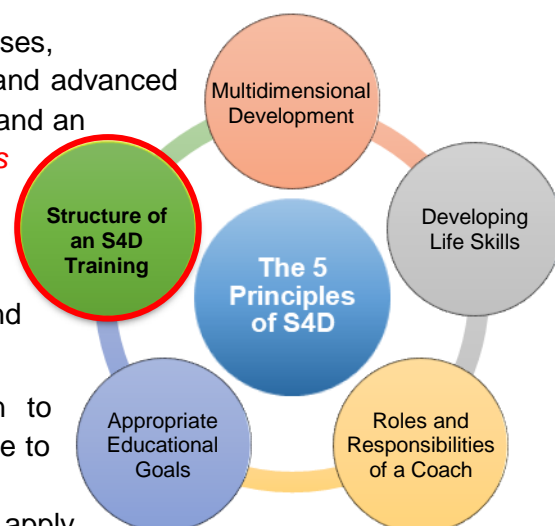 ses,
and advanced
and an
s
nd
n to
e to
apply
Multidimensional
Development
Structure of
an S4D
Training
Developing
Life Skills
The 5
Principles
of S4D
Appropriate
Educational
Goals
Roles and
Responsibilities
of a Coach